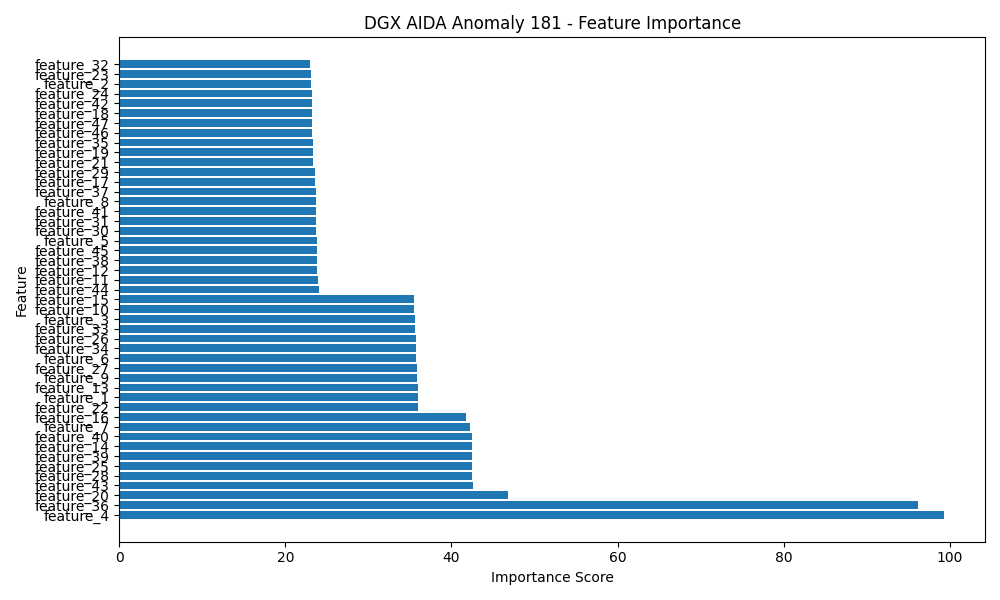 DGX AIDA Anomaly 181 - Feature Importance
feature_32
feature_23
feature_2
feature_24
feature_42
feature_18
feature_47
feature_46
feature_35
feature_19
feature_21
feature_29
feature_17
feature_37
feature_8
feature_41
feature_31
feature_30
feature_5
feature_45
feature_38
feature_12
feature_11
feature_44
feature_15
feature_10
feature_3
feature_33
feature_26
feature_34
feature_6
feature_27
feature_9
feature_13
feature_1
feature_22
feature_16
feature_7
feature_40
feature_14
feature_39
feature_25
feature_28
feature_43
feature_20
feature_36
feature_4
Feature
0 20 40 60 80 100
Importance Score